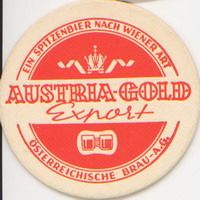 EIN SPITZENBIER NACH WIENER ART
AUSTRIA-GOLD
Export
ÖSTERREICHISCHE BRAU-A.G.